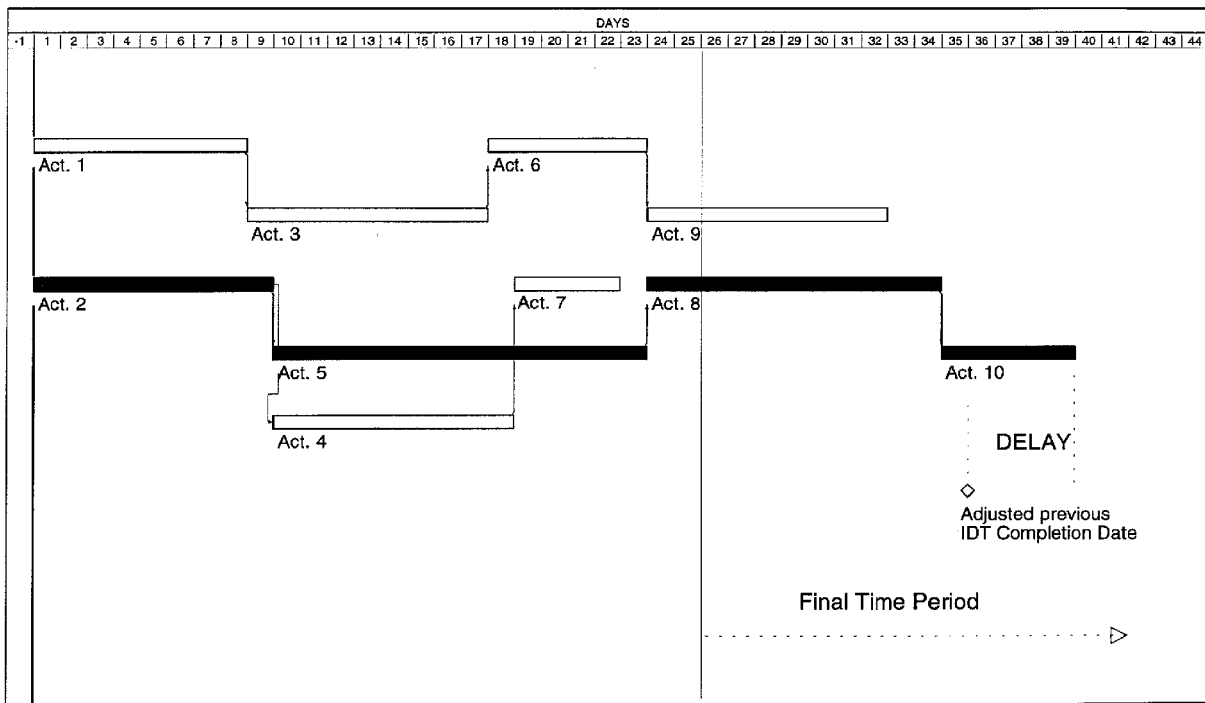 DAYS
-1 1 2 3 4 5 6 7 8 9 10 11 12 13 14 15 16 17 18 19 20 21 22 23 24 25 26 27 28 29 30 31 32 33 34 35 36 37 38 39 40 41 42 43 44
Act. 1
Act. 6
Act. 3
Act. 9
Act. 2
Act. 7
Act. 8
Act. 5
Act. 10
Act. 4
DELAY
Adjusted previous
IDT Completion Date
Final Time Period